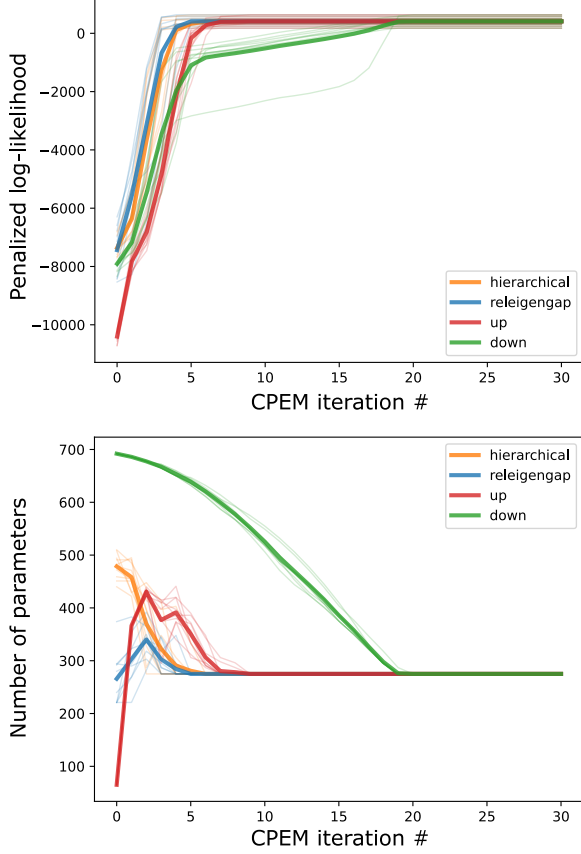 0
−2000
−4000
−6000
−8000
−10000
Penalized log-likelihood
hierarchical
releigengap
up
down
0 5 10 15 20 25 30
CPEM iteration #
700
600
500
400
300
200
100
Number of parameters
hierarchical
releigengap
up
down
0 5 10 15 20 25 30
CPEM iteration #